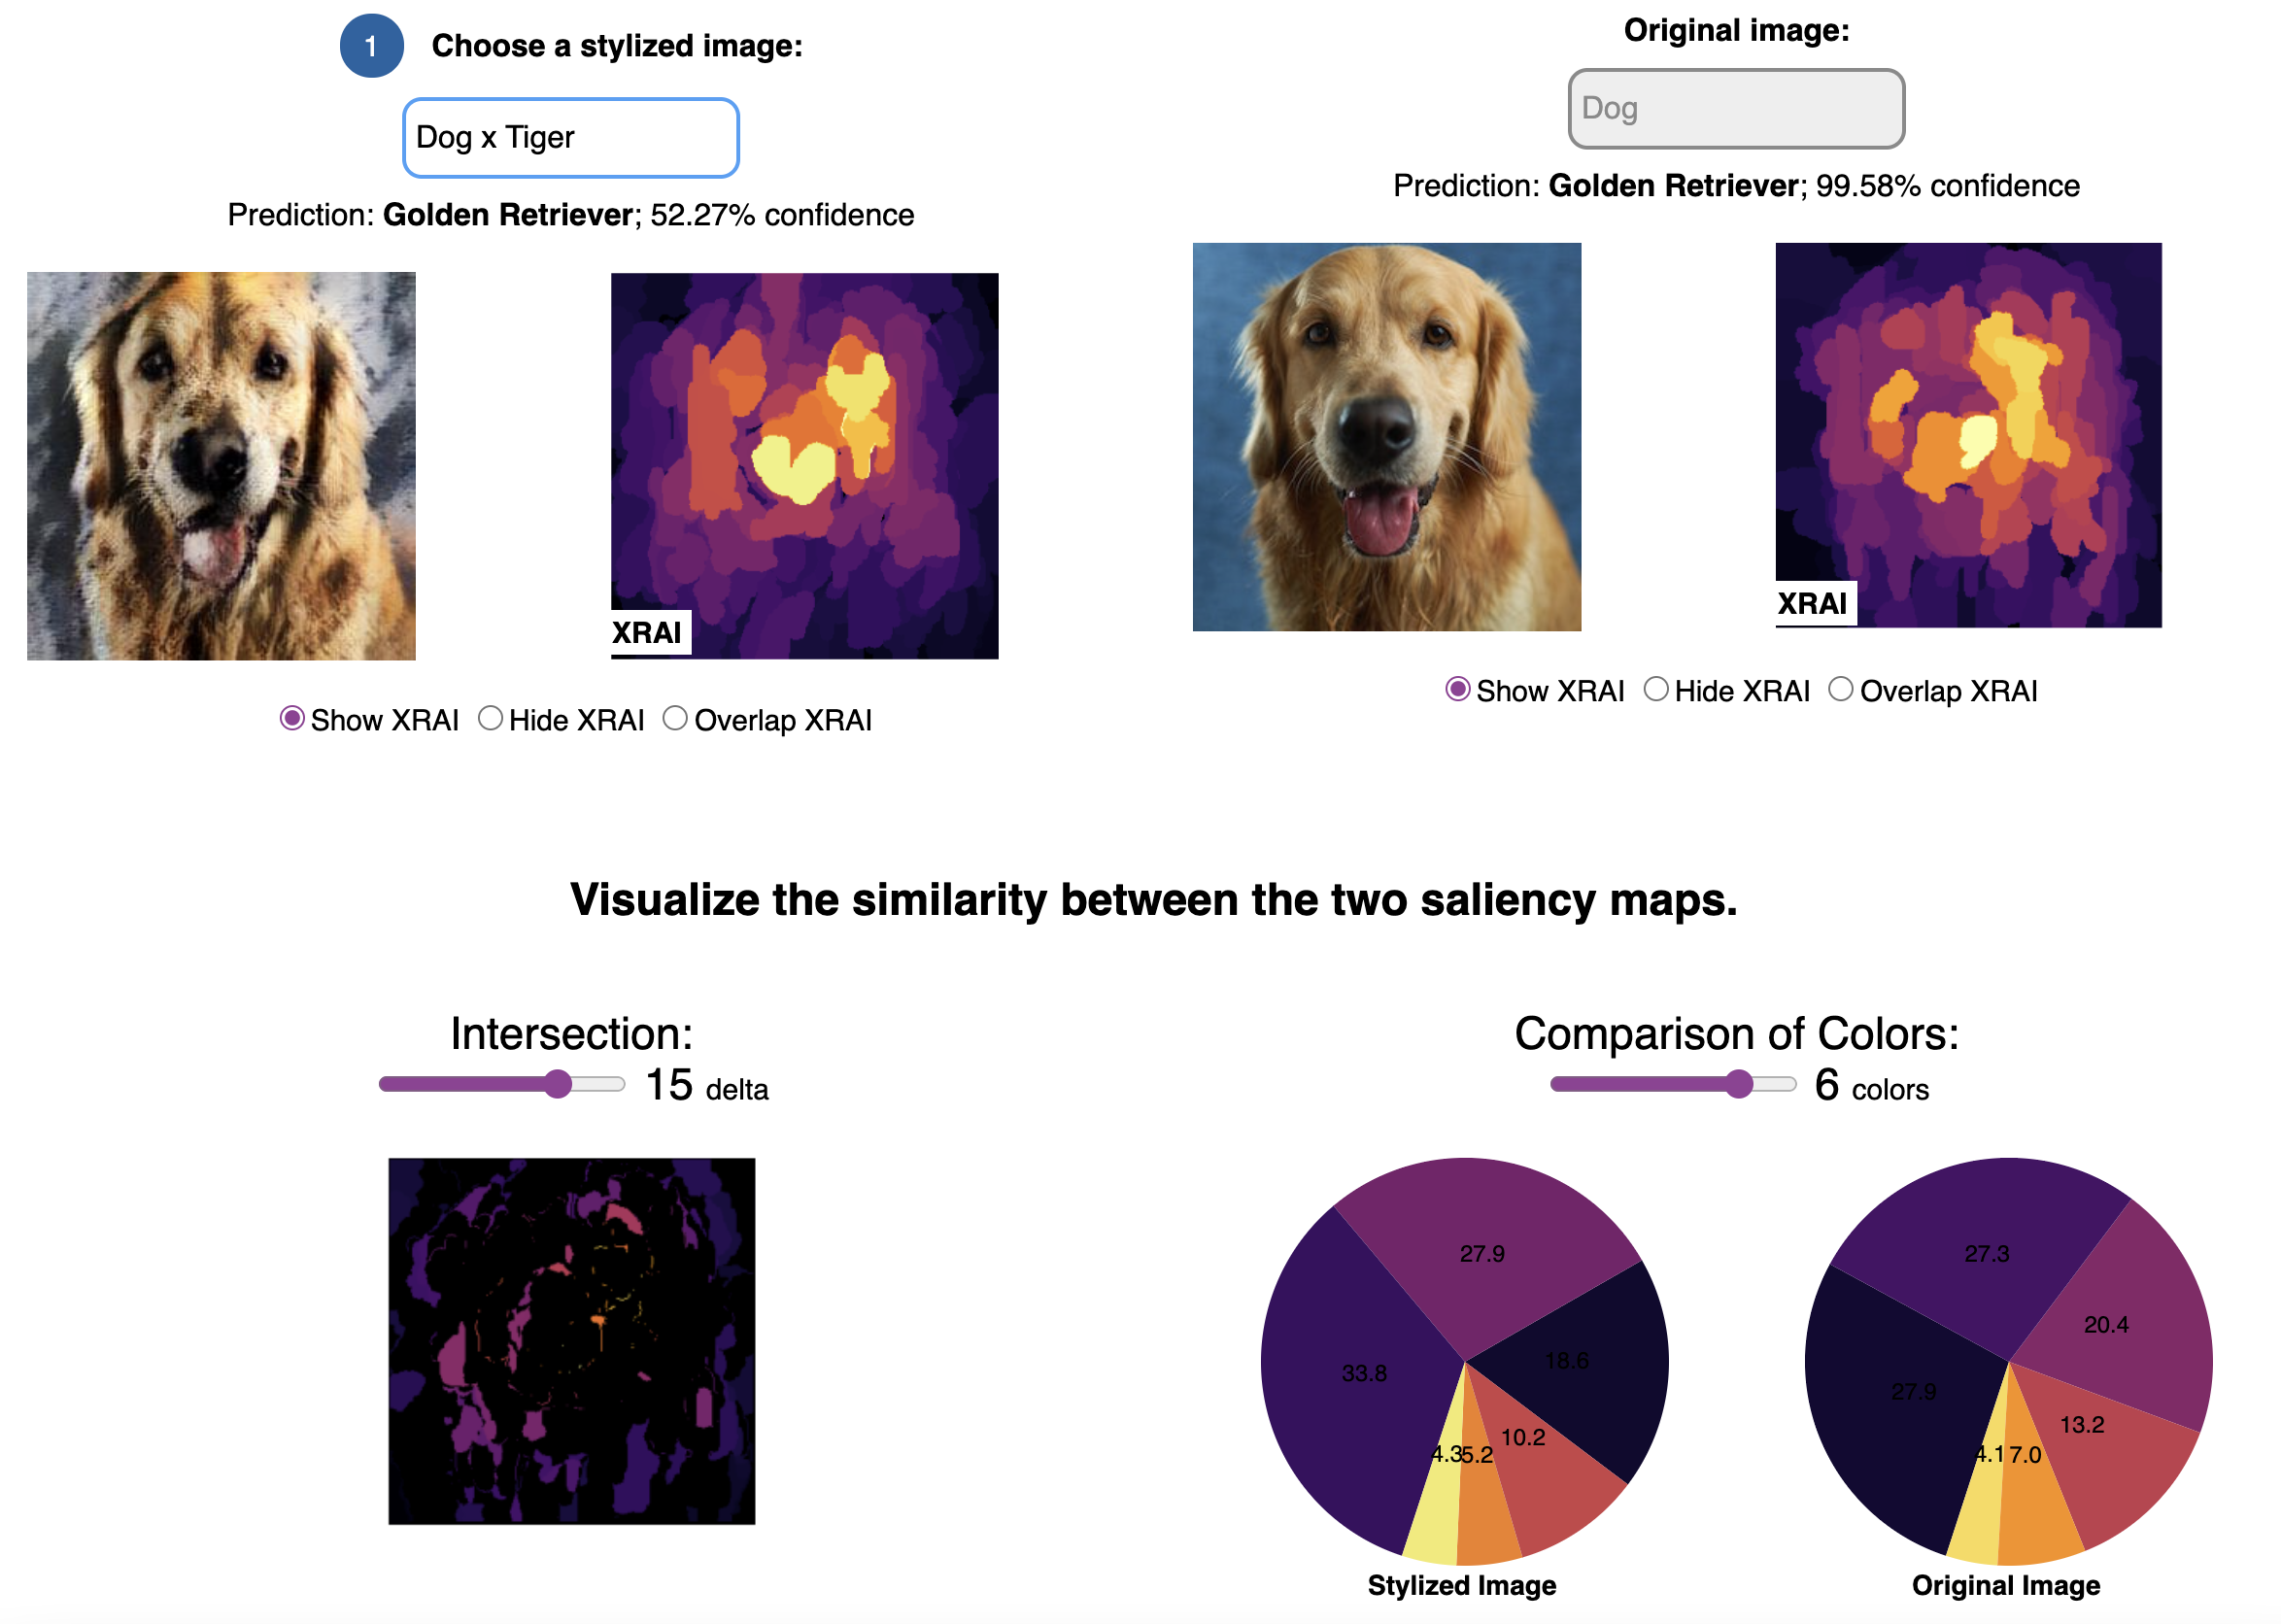 1
Choose a stylized image:
Dog x Tiger
Prediction: Golden Retriever; 52.27% confidence
XRAI
Show XRAI Hide XRAI Overlap XRAI
Original image:
Dog
Prediction: Golden Retriever; 99.58% confidence
XRAI
Show XRAI Hide XRAI Overlap XRAI
Visualize the similarity between the two saliency maps.
Intersection:
15 delta
Comparison of Colors:
6 colors
27.9
18.6
33.8
10.2
4.3
5.2
Stylized Image
27.3
20.4
27.9
13.2
4.1
7.0
Original Image